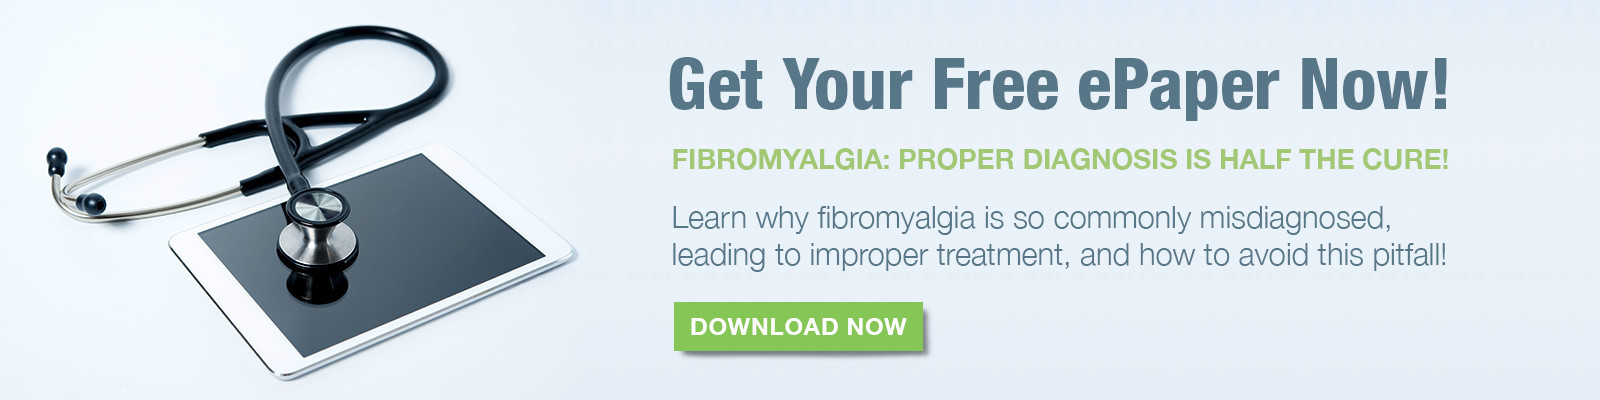 Get Your Free ePaper Now!
FIBROMYALGIA: PROPER DIAGNOSIS IS HALF THE CURE!
Learn why fibromyalgia is so commonly misdiagnosed,
leading to improper treatment, and how to avoid this pitfall!
DOWNLOAD NOW